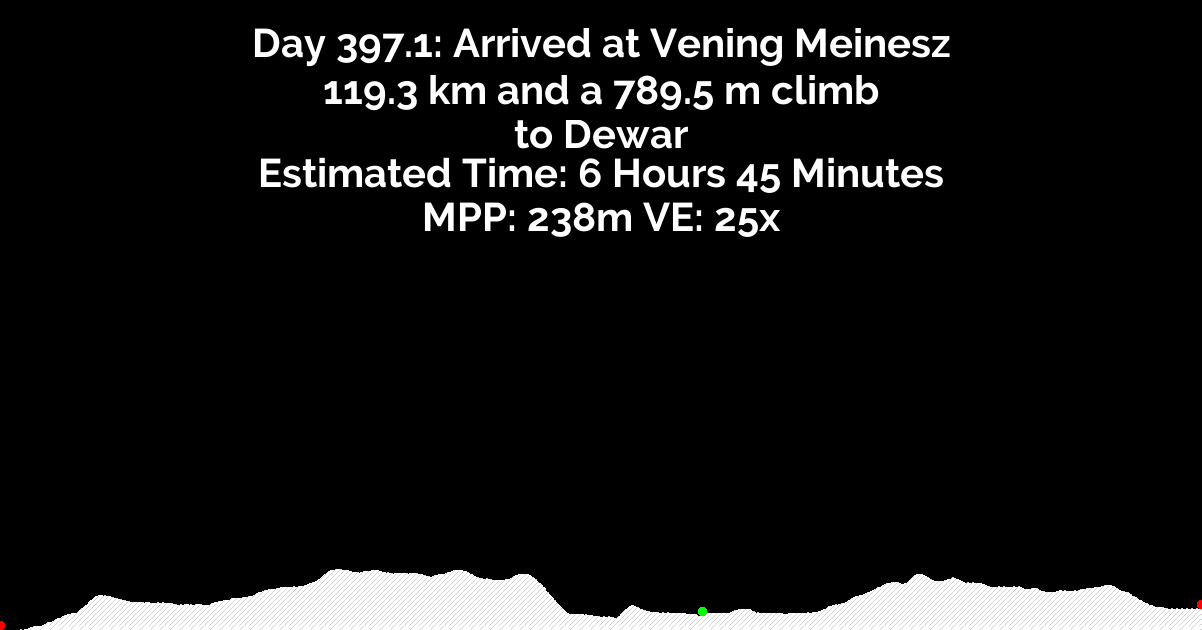 Day 397.1: Arrived at Vening Meinesz
119.3 km and a 789.5 m climb
to Dewar
Estimated Time: 6 Hours 45 Minutes
MPP: 238m VE: 25x